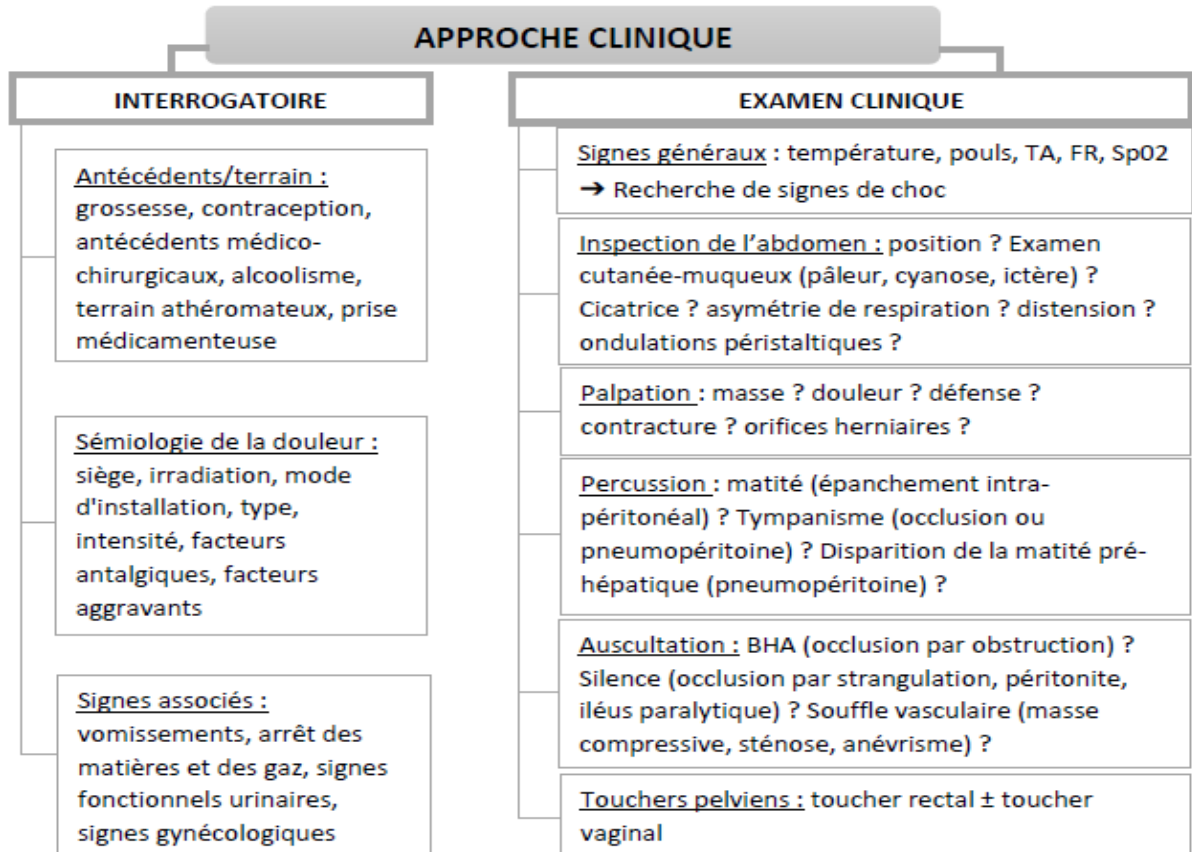 APPROCHE CLINIQUE
INTERROGATOIRE
Antécédents/terrain :
grossesse, contraception,
antécédents médico-
chirurgicaux, alcoolisme,
terrain athéromateux, prise
médicamenteuse
Sémiologie de la douleur :
siège, irradiation, mode
d'installation, type,
intensité, facteurs
antalgiques, facteurs
aggravants
Signes associés :
vomissements, arrêt des
matières et des gaz, signes
fonctionnels urinaires,
signes gynécologiques
EXAMEN CLINIQUE
Signes généraux : température, pouls, TA, FR, Sp02
➔ Recherche de signes de choc
Inspection de l'abdomen : position ? Examen
cutanée-muqueux (pâleur, cyanose, ictère) ?
Cicatrice ? asymétrie de respiration ? distension ?
ondulations péristaltiques ?
Palpation : masse ? douleur ? défense ?
contracture ? orifices herniaires ?
Percussion : matité (épanchement intra-
péritonéal) ? Tympanisme (occlusion ou
pneumopéritoine) ? Disparition de la matité pré-
hépatique (pneumopéritoine) ?
Auscultation : BHA (occlusion par obstruction) ?
Silence (occlusion par strangulation, péritonite,
iléus paralytique) ? Souffle vasculaire (masse
compressive, sténose, anévrisme) ?
Touchers pelviens : toucher rectal ± toucher
vaginal